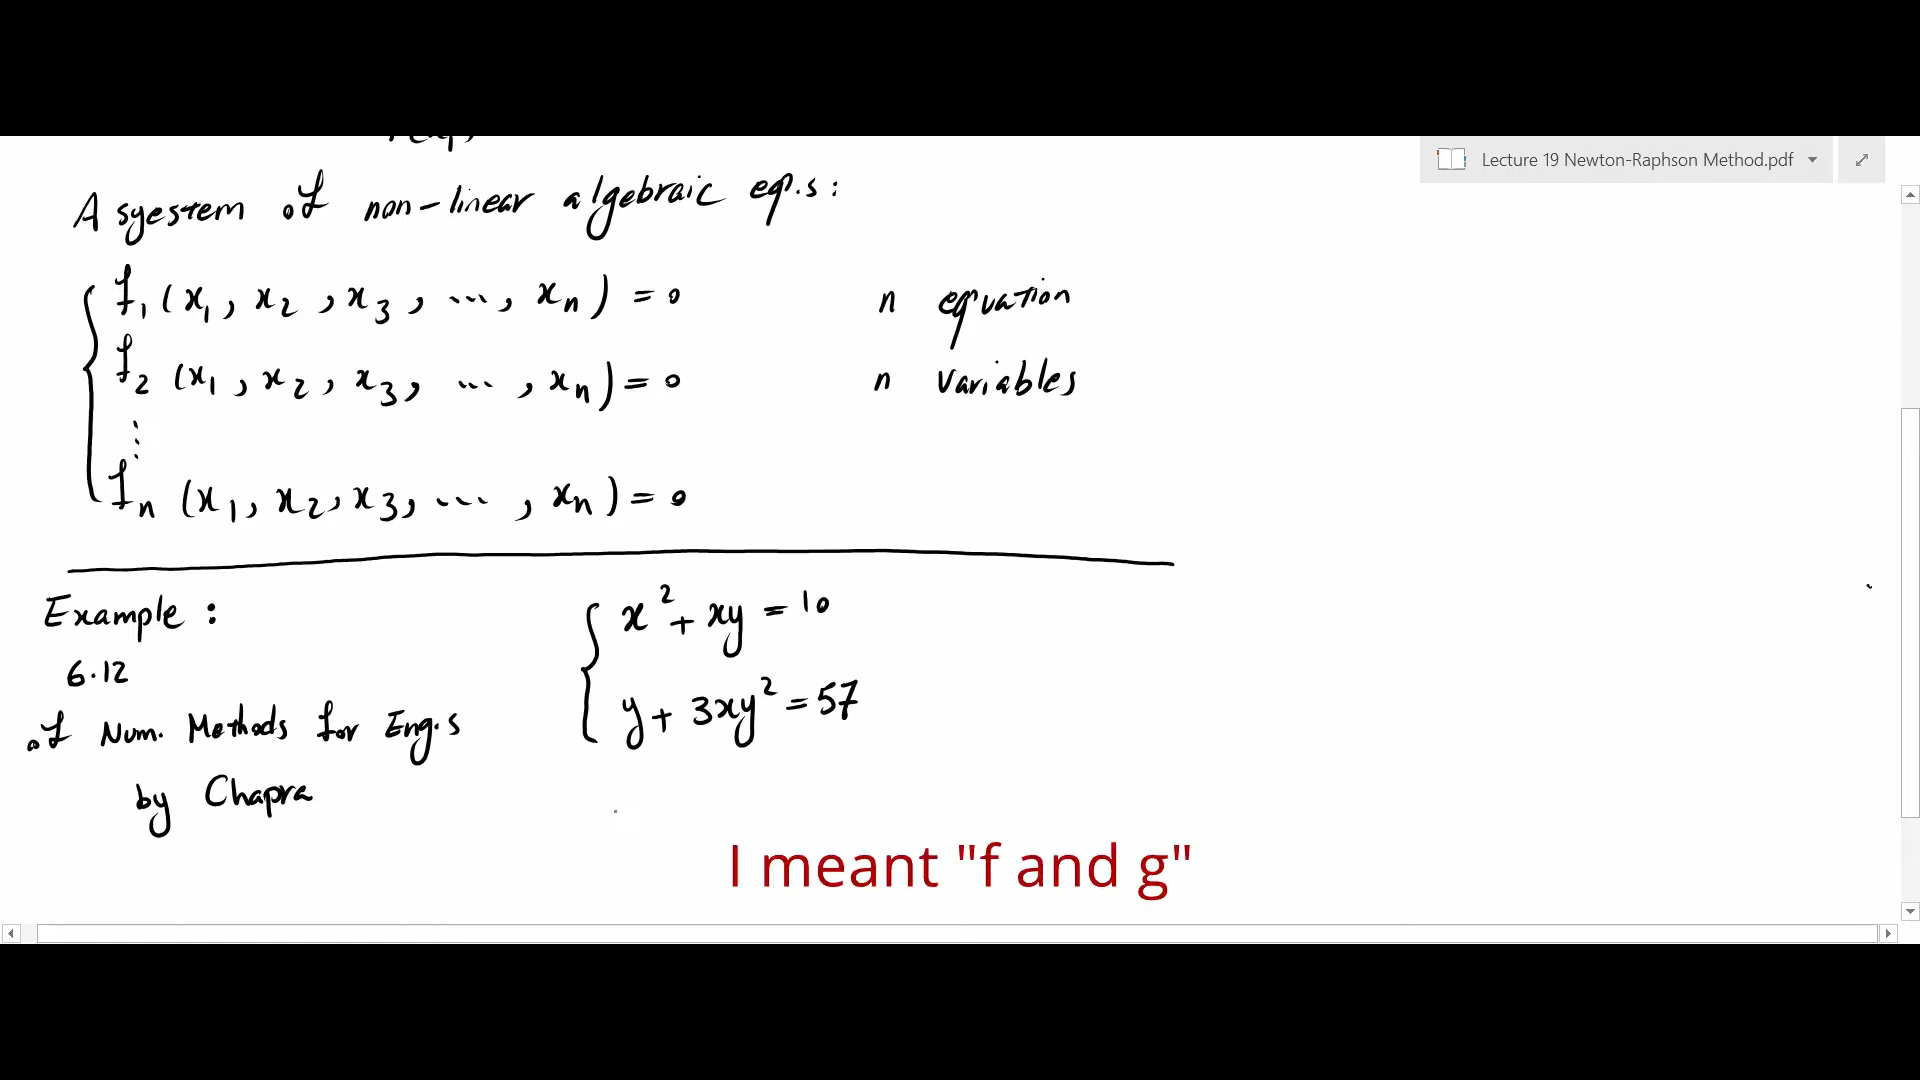 Lecture 19 Newton-Raphson Method.pdf
A syestem of non-linear algebraic eq.s:
f₁(x₁, x₂, x₃, ..., xₙ) = 0
n equation
f₂(x₁, x₂, x₃, ..., xₙ) = 0
n variables
⋮
fₙ(x₁, x₂, x₃, ..., xₙ) = 0
Example:
x² + xy = 10
6.12
y + 3xy² = 57
of Num. Methods for Eng.s
by Chapra
I meant "f and g"